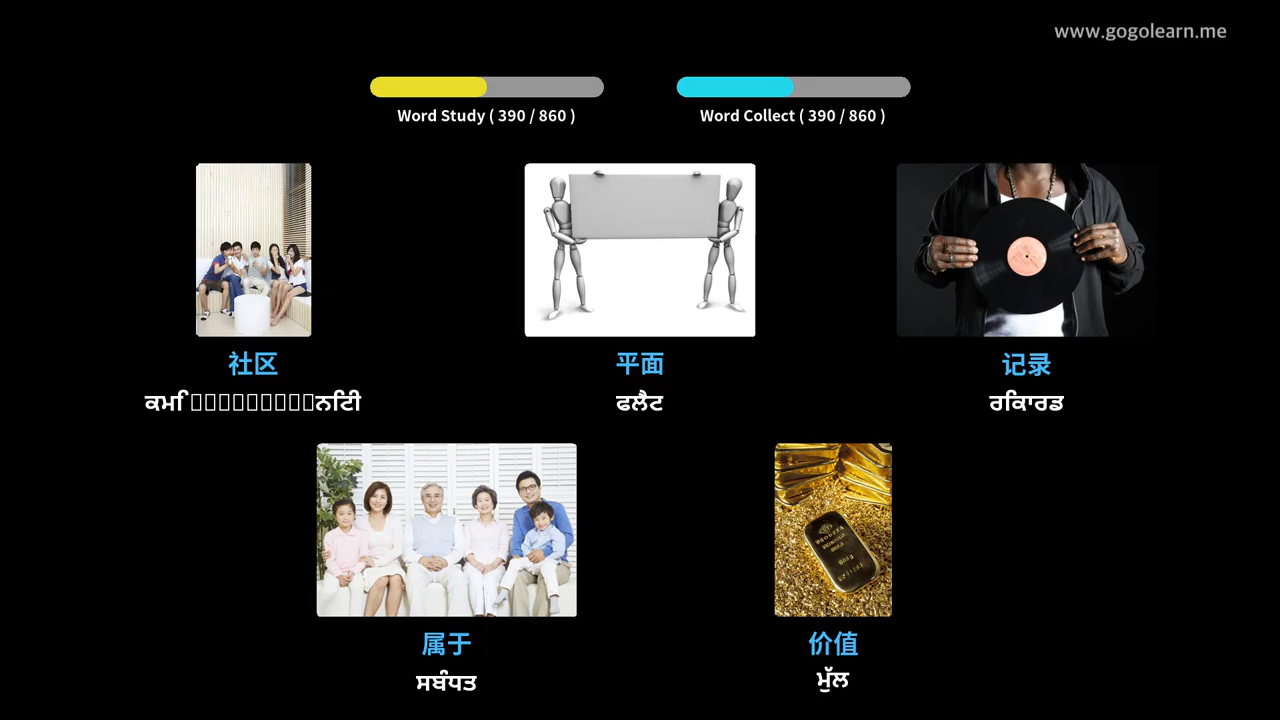 www.gogolearn.me
Word Study ( 390 / 860 )
Word Collect ( 390 / 860 )
社区
平面
记录
ਫਲੈਟ
ਰਿਕਾਰਡ
属于
价值
ਸਬੰਧਤ
ਮੁੱਲ